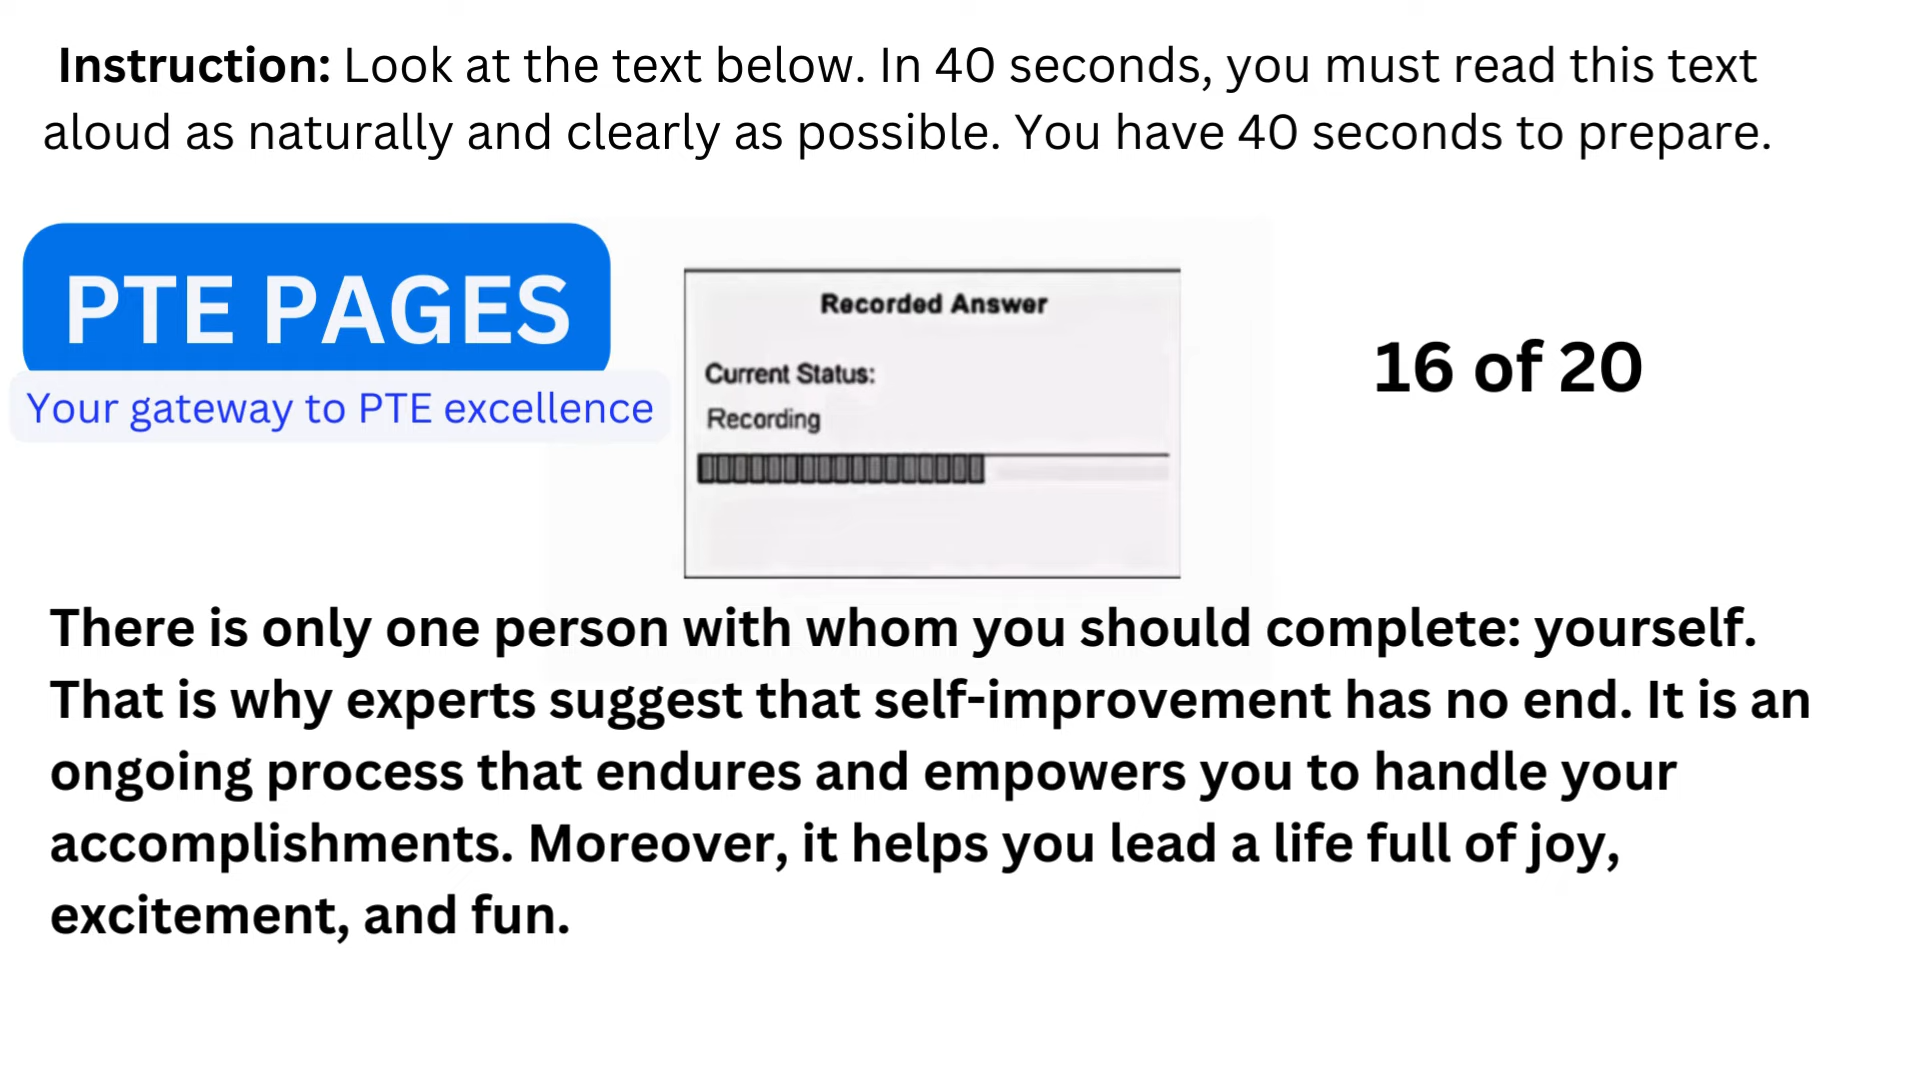 Instruction: Look at the text below. In 40 seconds, you must read this text
aloud as naturally and clearly as possible. You have 40 seconds to prepare.
PTE PAGES
Your gateway to PTE excellence
Recorded Answer
Current Status:
Recording
16 of 20
There is only one person with whom you should complete: yourself.
That is why experts suggest that self-improvement has no end. It is an
ongoing process that endures and empowers you to handle your
accomplishments. Moreover, it helps you lead a life full of joy,
excitement, and fun.